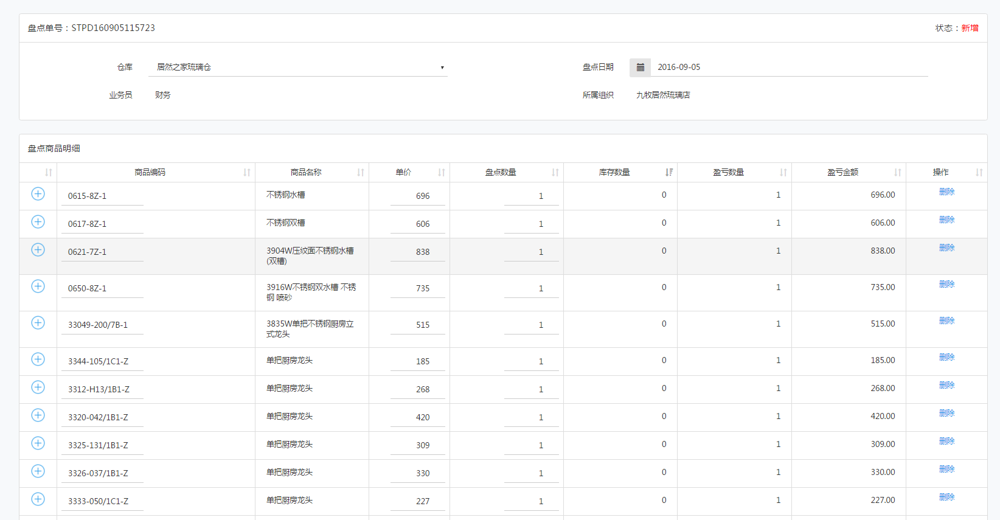 盘点单号：STPD160905115723 状态：新增
仓库 居然之家琉璃仓 盘点日期 2016-09-05
业务员 财务 所属组织 九牧居然琉璃店
盘点商品明细
商品编码 商品名称 单价 盘点数量 库存数量 盈亏数量 盈亏金额 操作
0615-8Z-1 不锈钢水槽 696 1 0 1 696.00 删除
0617-8Z-1 不锈钢双槽 606 1 0 1 606.00 删除
0621-7Z-1 3904W压纹面不锈钢水槽 838 1 0 1 838.00 删除
(双槽)
0650-8Z-1 3916W不锈钢双水槽 不锈 735 1 0 1 735.00 删除
钢 喷砂
33049-200/7B-1 3835W单把不锈钢厨房立 515 1 0 1 515.00 删除
式龙头
3344-105/1C1-Z 单把厨房龙头 185 1 0 1 185.00 删除
3312-H13/1B1-Z 单把厨房龙头 268 1 0 1 268.00 删除
3320-042/1B1-Z 单把厨房龙头 420 1 0 1 420.00 删除
3325-131/1B1-Z 单把厨房龙头 309 1 0 1 309.00 删除
3326-037/1B1-Z 单把厨房龙头 330 1 0 1 330.00 删除
3333-050/1C1-Z 单把厨房龙头 227 1 0 1 227.00 删除